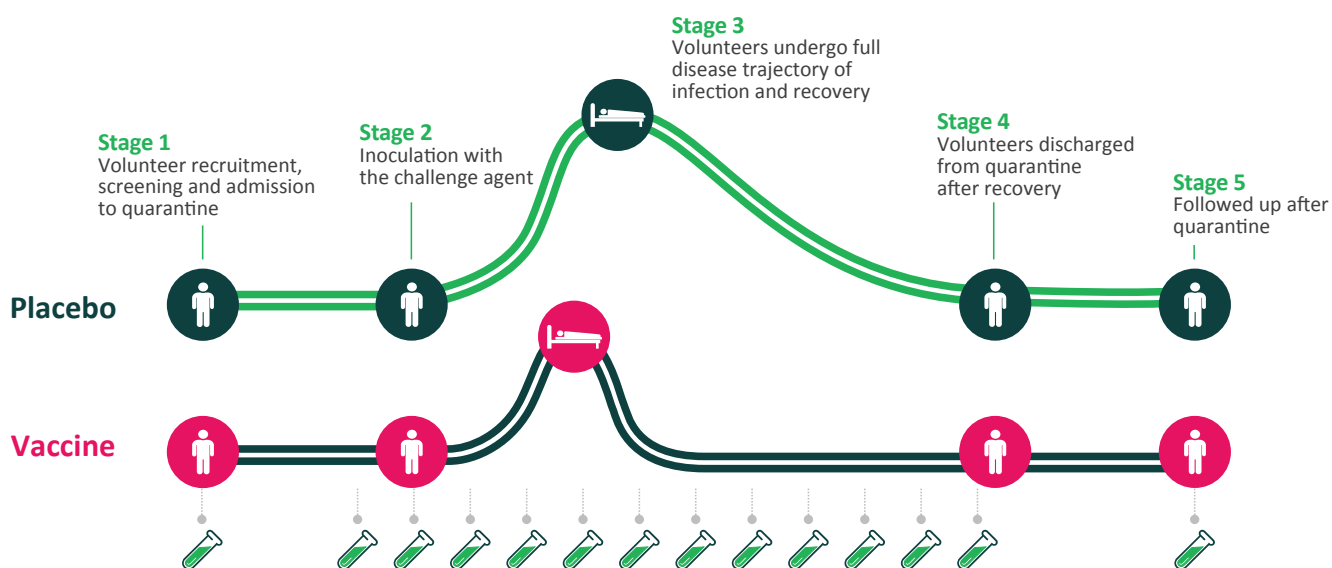 Stage 3
Volunteers undergo full
disease trajectory of
infection and recovery
Stage 1
Volunteer recruitment,
screening and admission
to quarantine
Stage 2
Inoculation with
the challenge agent
Stage 4
Volunteers discharged
from quarantine
after recovery
Stage 5
Followed up after
quarantine
Placebo
Vaccine